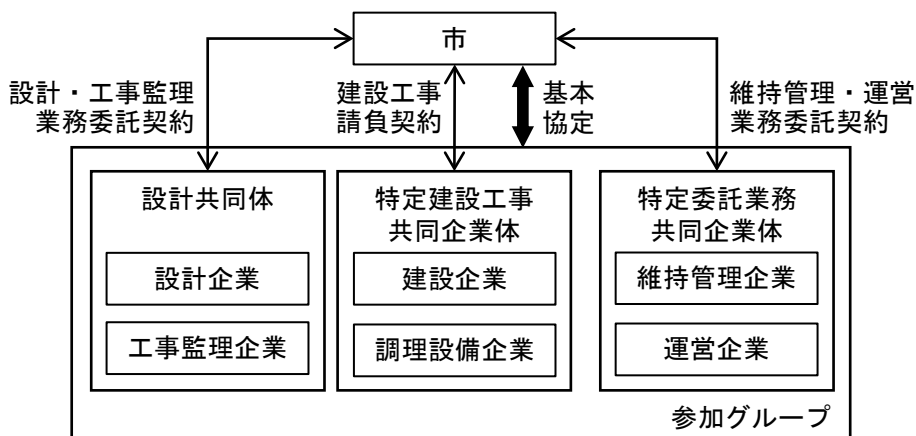 市
設計・工事監理
業務委託契約
建設工事
請負契約
基本
協定
維持管理・運営
業務委託契約
設計共同体
設計企業
工事監理企業
特定建設工事
共同企業体
建設企業
調理設備企業
特定委託業務
共同企業体
維持管理企業
運営企業
参加グループ